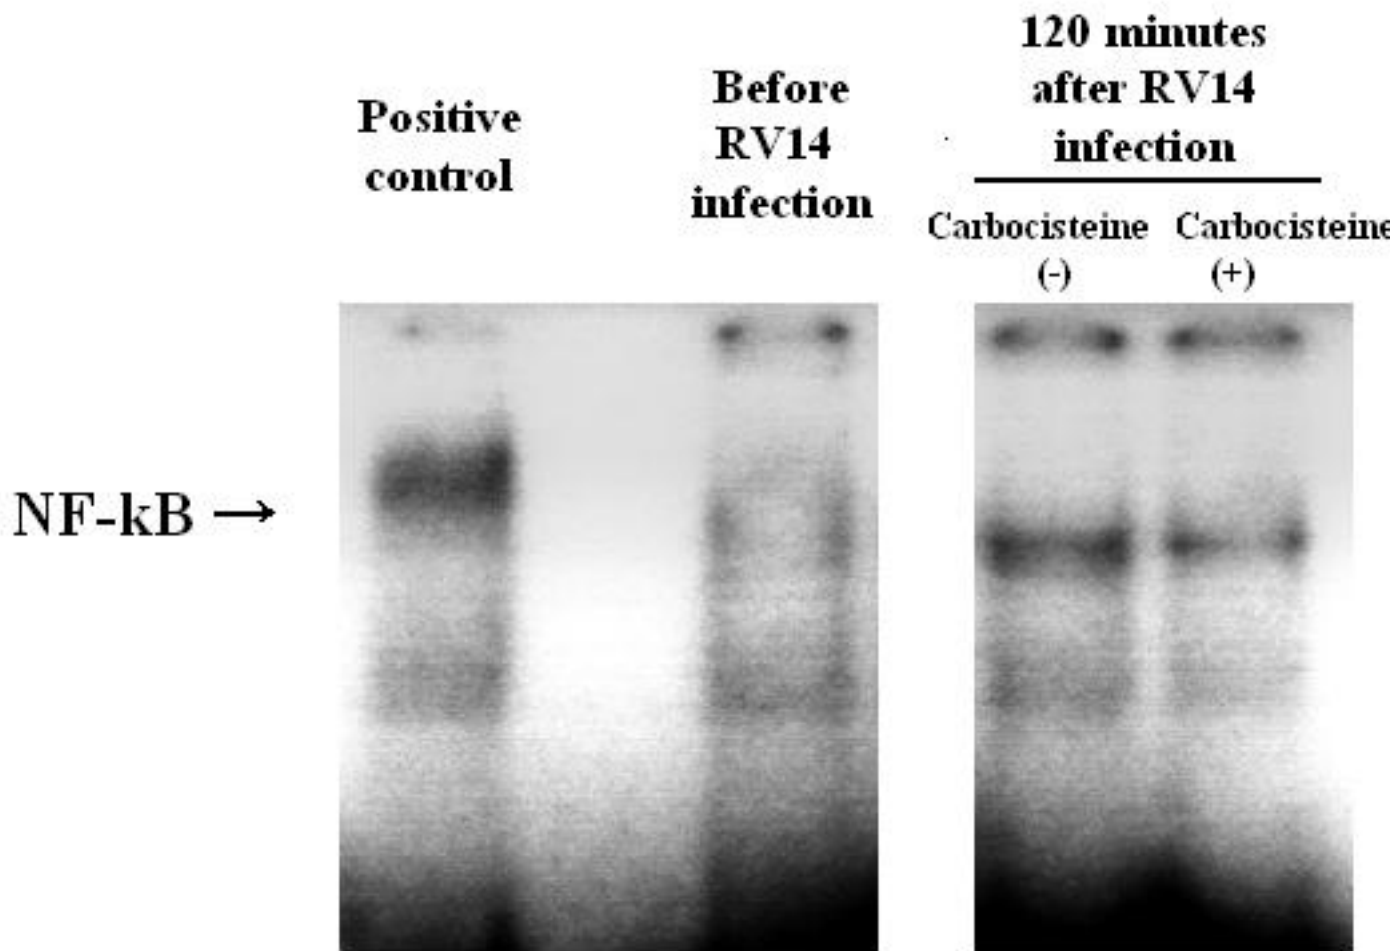 Positive
control
Before
RV14
infection
120 minutes
after RV14
infection
Carbocisteine
(-)
Carbocisteine
(+)
NF-kB →